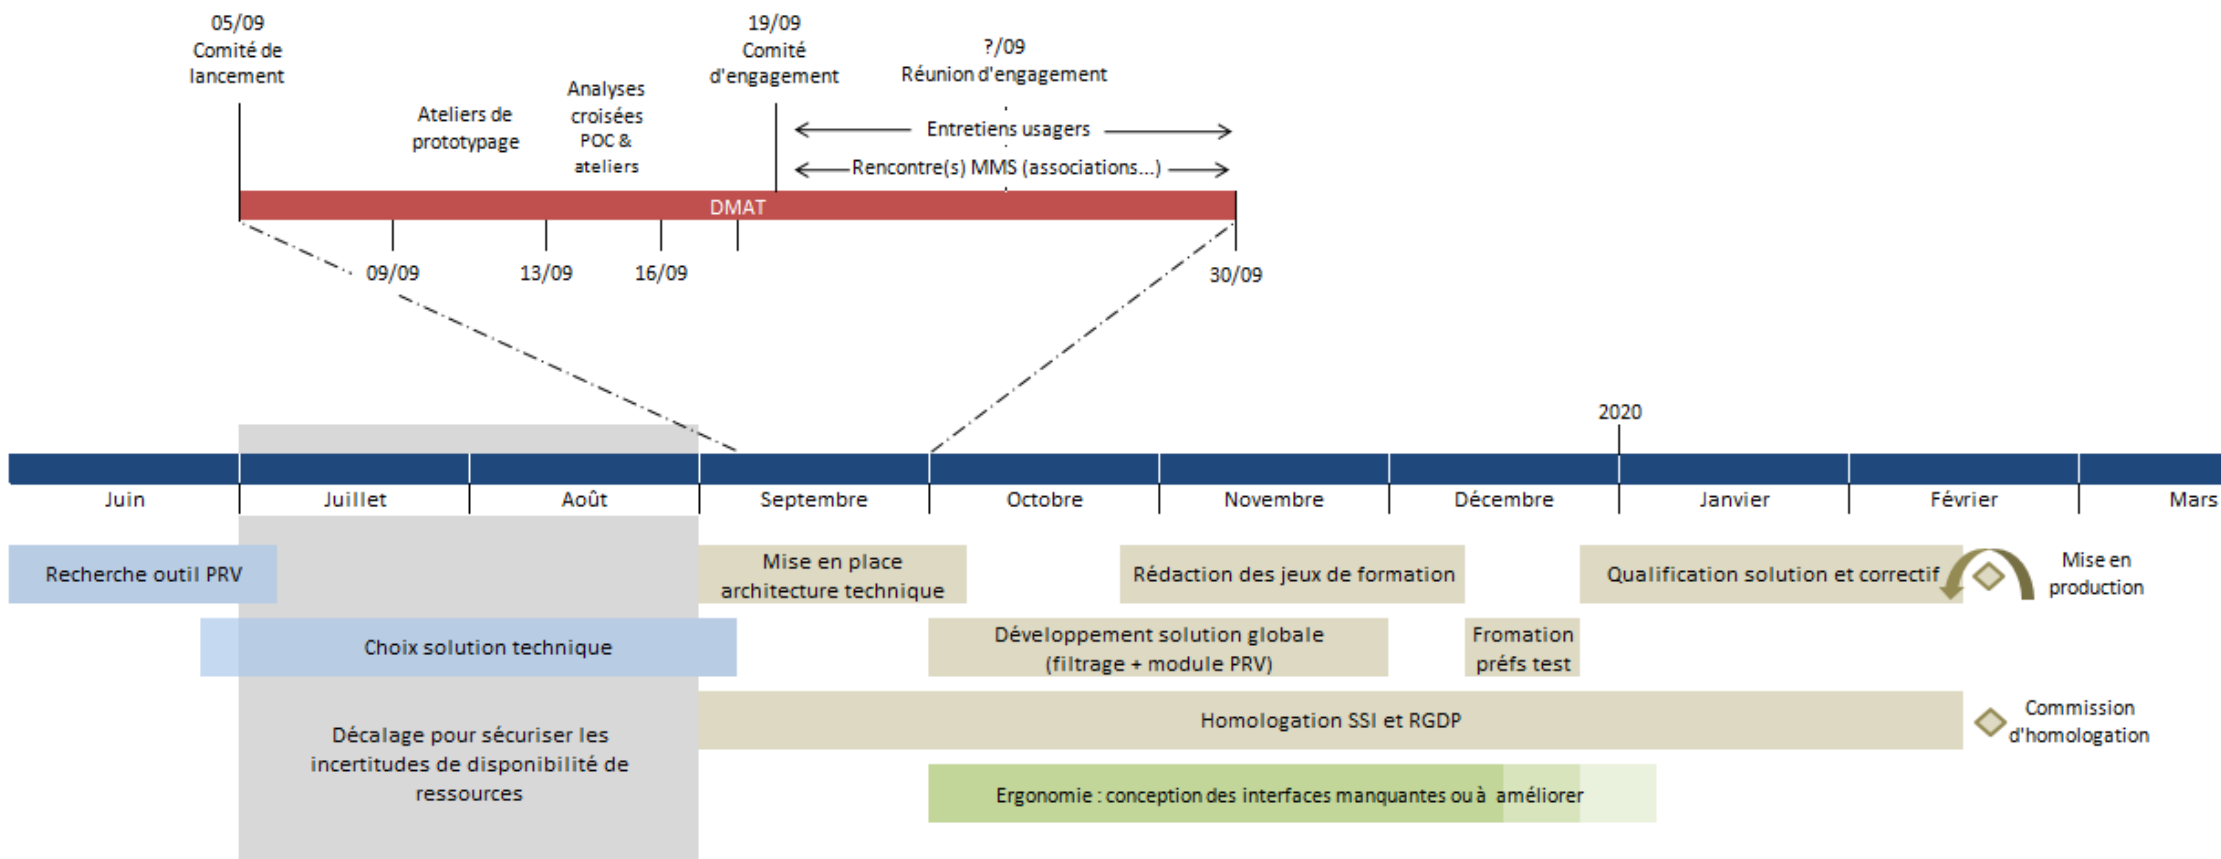 05/09
Comité de
lancement
19/09
Comité
d'engagement
?/09
Réunion d'engagement
Ateliers de
prototypage
Analyses
croisées
POC &
ateliers
Entretiens usagers
Rencontre(s) MMS (associations...)
DMAT
09/09
13/09
16/09
30/09
2020
Juin
Juillet
Août
Septembre
Octobre
Novembre
Décembre
Janvier
Février
Mars
Recherche outil PRV
Mise en place
architecture technique
Rédaction des jeux de formation
Qualification solution et correctif
Mise en
production
Choix solution technique
Développement solution globale
(filtrage + module PRV)
Fromation
préfs test
Homologation SSI et RGDP
Commission
d'homologation
Décalage pour sécuriser les
incertitudes de disponibilité de
ressources
Ergonomie : conception des interfaces manquantes ou à améliorer